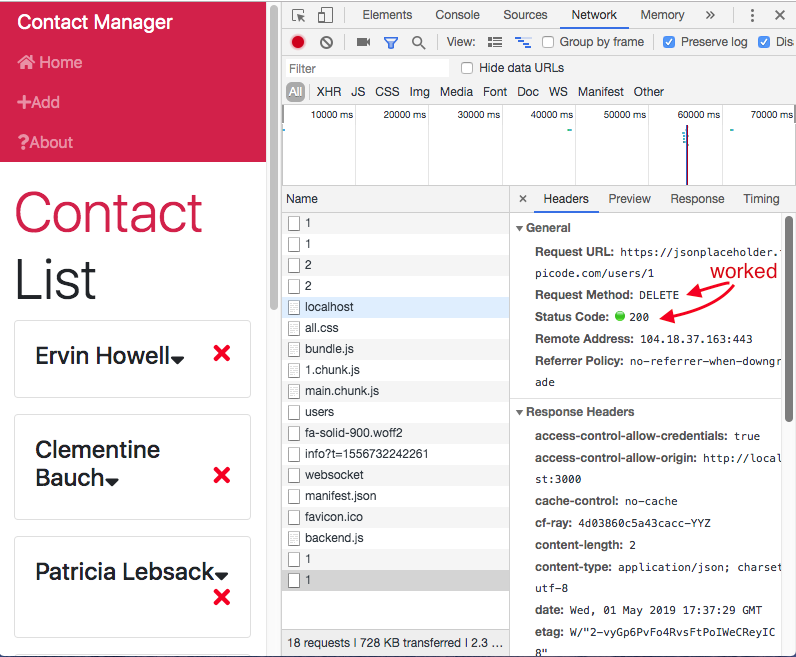 Contact Manager
Home
Add
About
Contact
List
Ervin Howell
Clementine
Bauch
Patricia Lebsack
Elements Console Sources Network Memory »
View: Group by frame Preserve log Dis
Filter Hide data URLs
All XHR JS CSS Img Media Font Doc WS Manifest Other
10000 ms 20000 ms 30000 ms 40000 ms 50000 ms 60000 ms 70000 ms
Name
1
1
2
2
localhost
all.css
bundle.js
1.chunk.js
main.chunk.js
users
fa-solid-900.woff2
info?t=1556732242261
websocket
manifest.json
favicon.ico
backend.js
1
1
18 requests | 728 KB transferred | 2.3 ...
× Headers Preview Response Timing
General
Request URL: https://jsonplaceholder.t
picode.com/users/1
worked
Request Method: DELETE
Status Code: 200
Remote Address: 104.18.37.163:443
Referrer Policy: no-referrer-when-downgr
ade
Response Headers
access-control-allow-credentials: true
access-control-allow-origin: http://local
st:3000
cache-control: no-cache
cf-ray: 4d03860c5a43cacc-YYZ
content-length: 2
content-type: application/json; charset
utf-8
date: Wed, 01 May 2019 17:37:29 GMT
etag: W/"2-vyGp6PvFo4RvsFtPoIWeCReyIC
8"